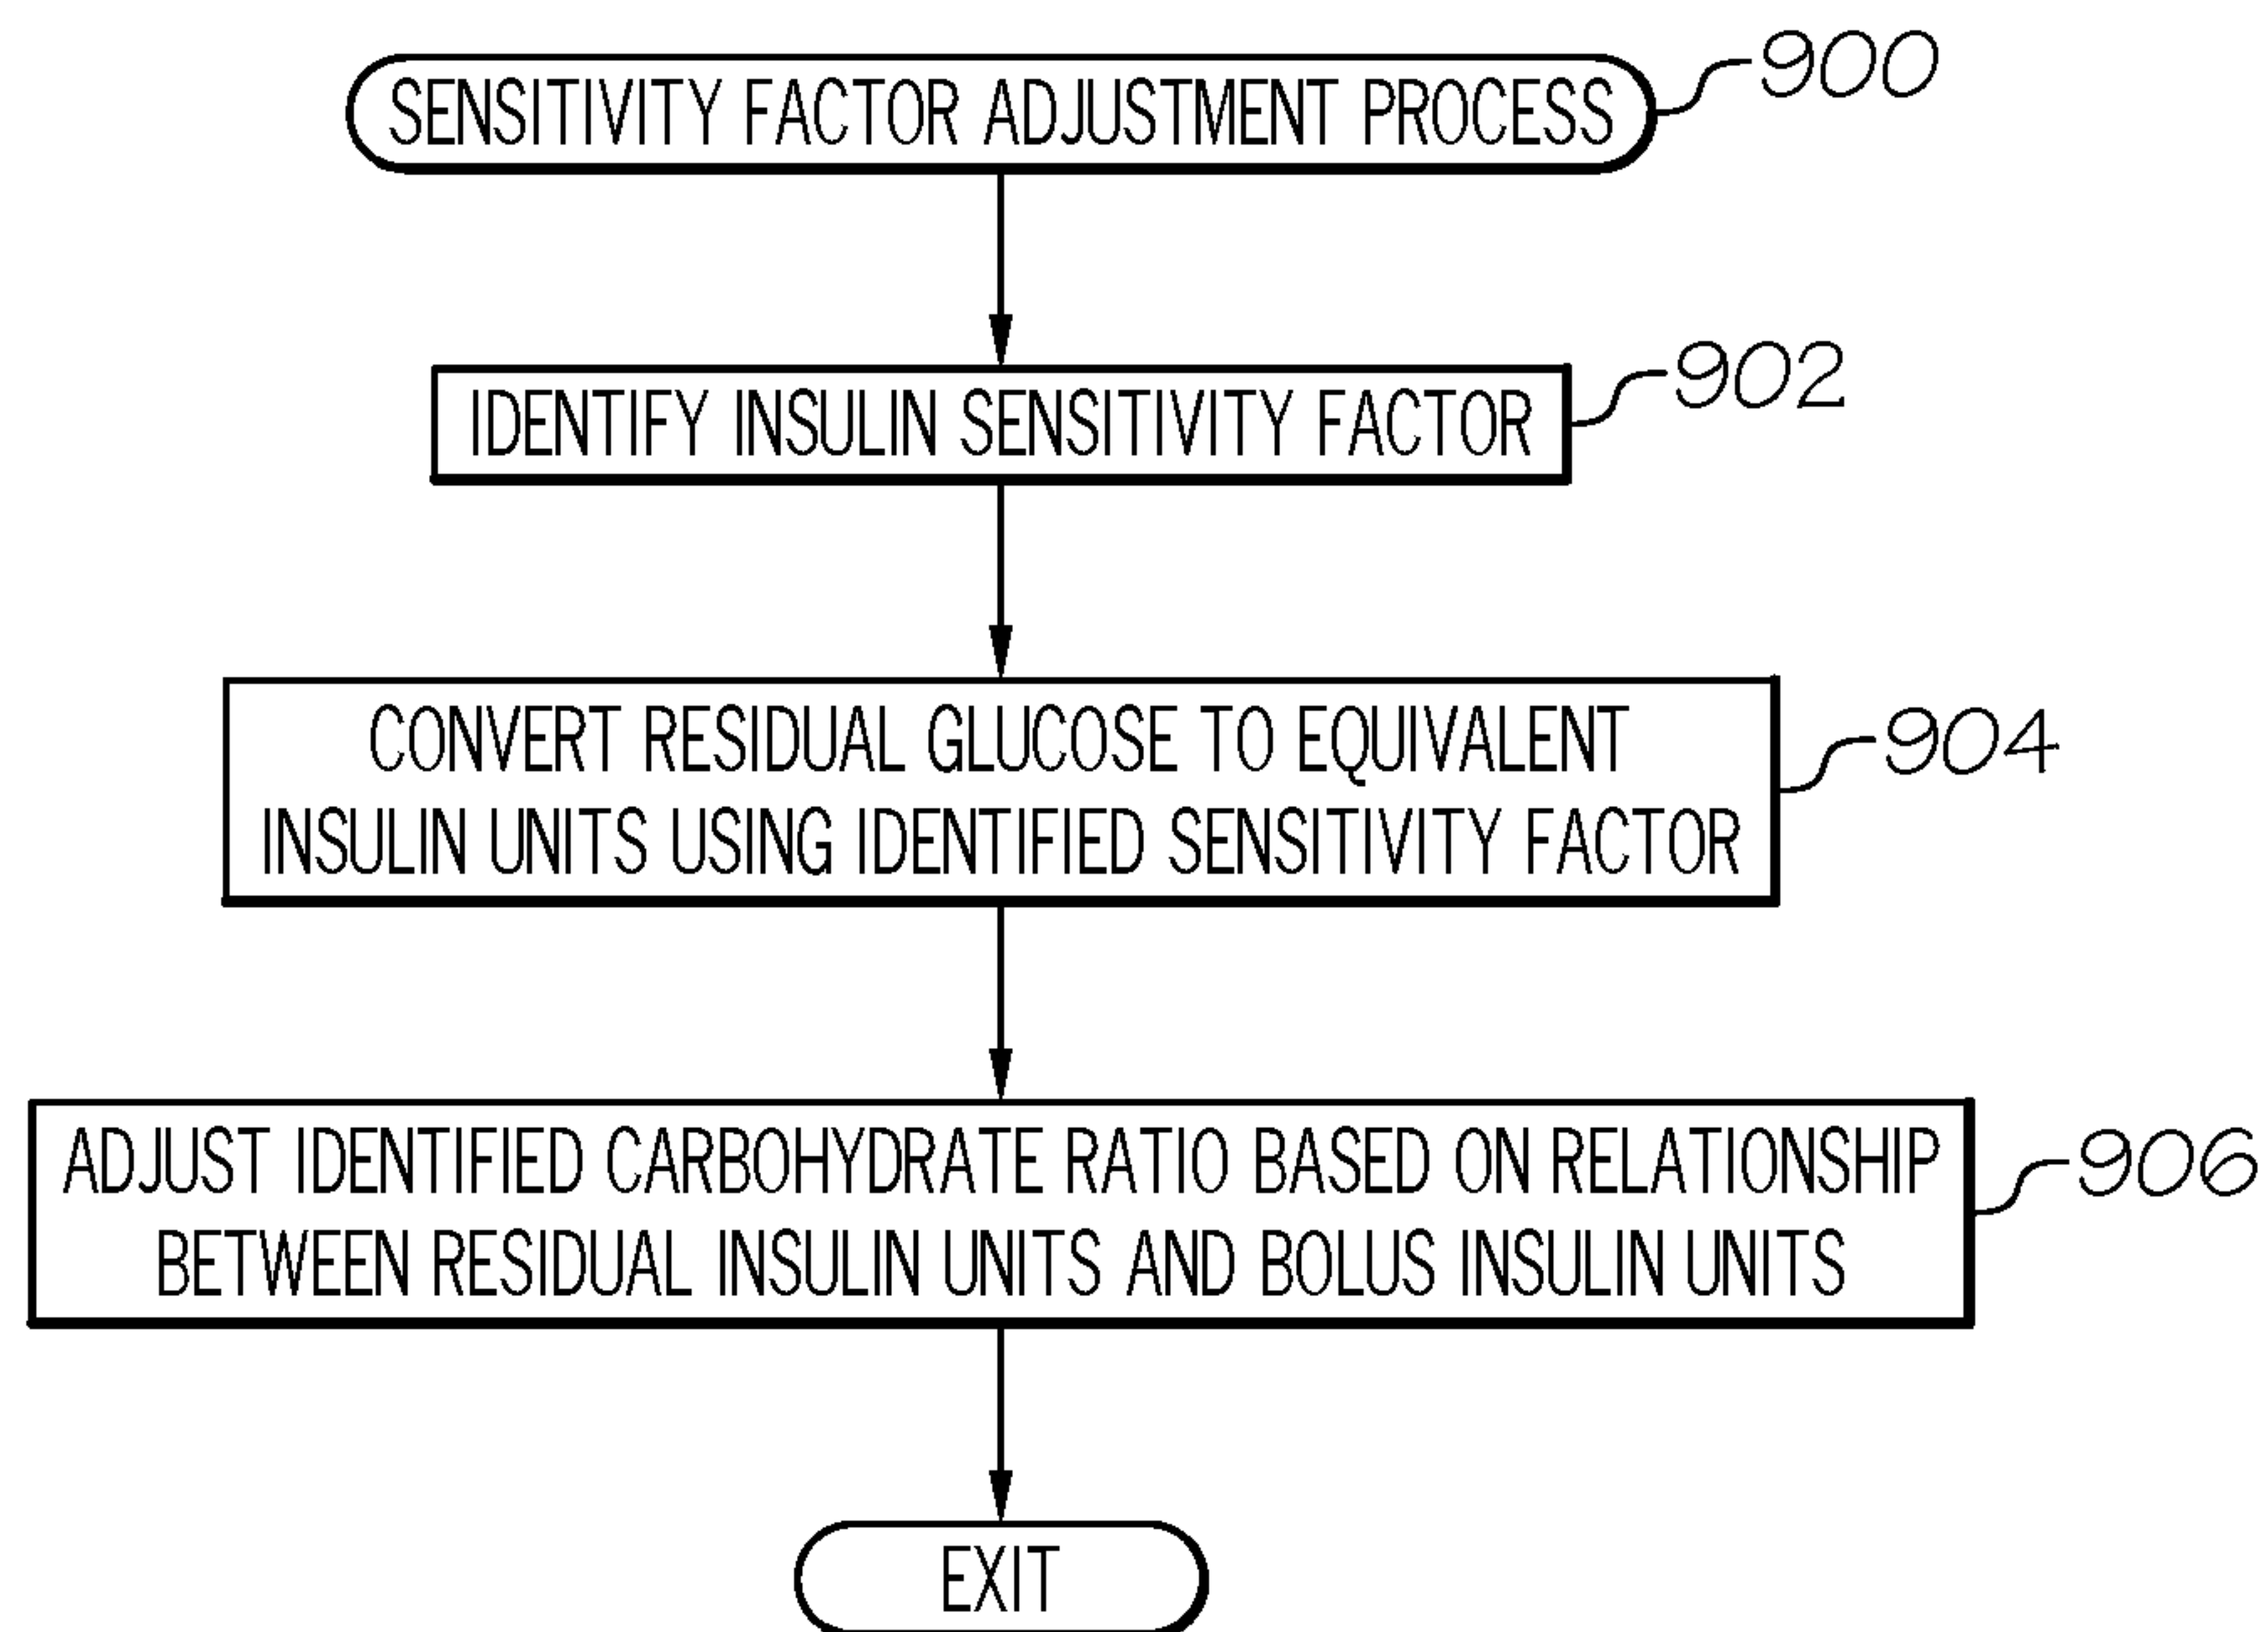 SENSITIVITY FACTOR ADJUSTMENT PROCESS
900
IDENTIFY INSULIN SENSITIVITY FACTOR
902
CONVERT RESIDUAL GLUCOSE TO EQUIVALENT
INSULIN UNITS USING IDENTIFIED SENSITIVITY FACTOR
904
ADJUST IDENTIFIED CARBOHYDRATE RATIO BASED ON RELATIONSHIP
BETWEEN RESIDUAL INSULIN UNITS AND BOLUS INSULIN UNITS
906
EXIT